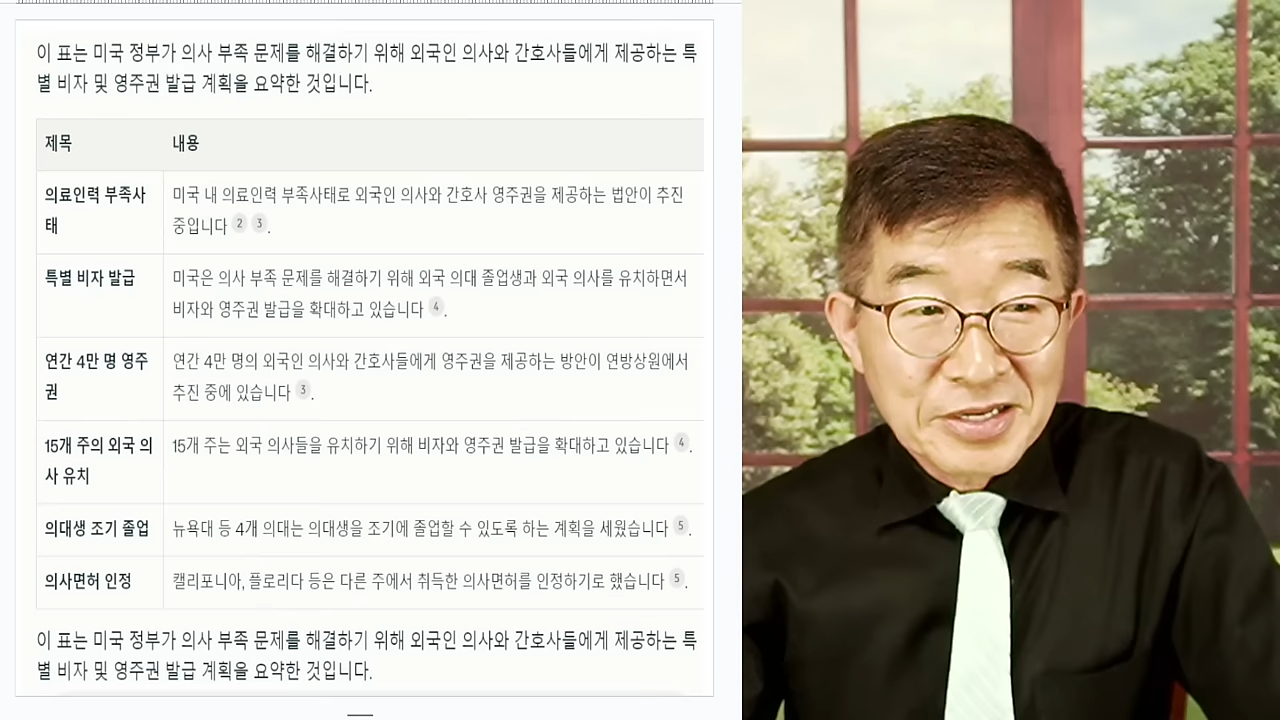 이 표는 미국 정부가 의사 부족 문제를 해결하기 위해 외국인 의사와 간호사들에게 제공하는 특
별 비자 및 영주권 발급 계획을 요약한 것입니다.
제목 내용
의료인력 부족사
태
미국 내 의료인력 부족사태로 외국인 의사와 간호사 영주권을 제공하는 법안이 추진
중입니다 2 3.
특별 비자 발급
미국은 의사 부족 문제를 해결하기 위해 외국 의대 졸업생과 외국 의사를 유치하면서
비자와 영주권 발급을 확대하고 있습니다 4.
연간 4만 명 영주
권
연간 4만 명의 외국인 의사와 간호사들에게 영주권을 제공하는 방안이 연방상원에서
추진 중에 있습니다 3.
15개 주의 외국 의
사 유치
15개 주는 외국 의사들을 유치하기 위해 비자와 영주권 발급을 확대하고 있습니다 4.
의대생 조기 졸업
뉴욕대 등 4개 의대는 의대생을 조기에 졸업할 수 있도록 하는 계획을 세웠습니다 5.
의사면허 인정
캘리포니아, 플로리다 등은 다른 주에서 취득한 의사면허를 인정하기로 했습니다 5.
이 표는 미국 정부가 의사 부족 문제를 해결하기 위해 외국인 의사와 간호사들에게 제공하는 특
별 비자 및 영주권 발급 계획을 요약한 것입니다.